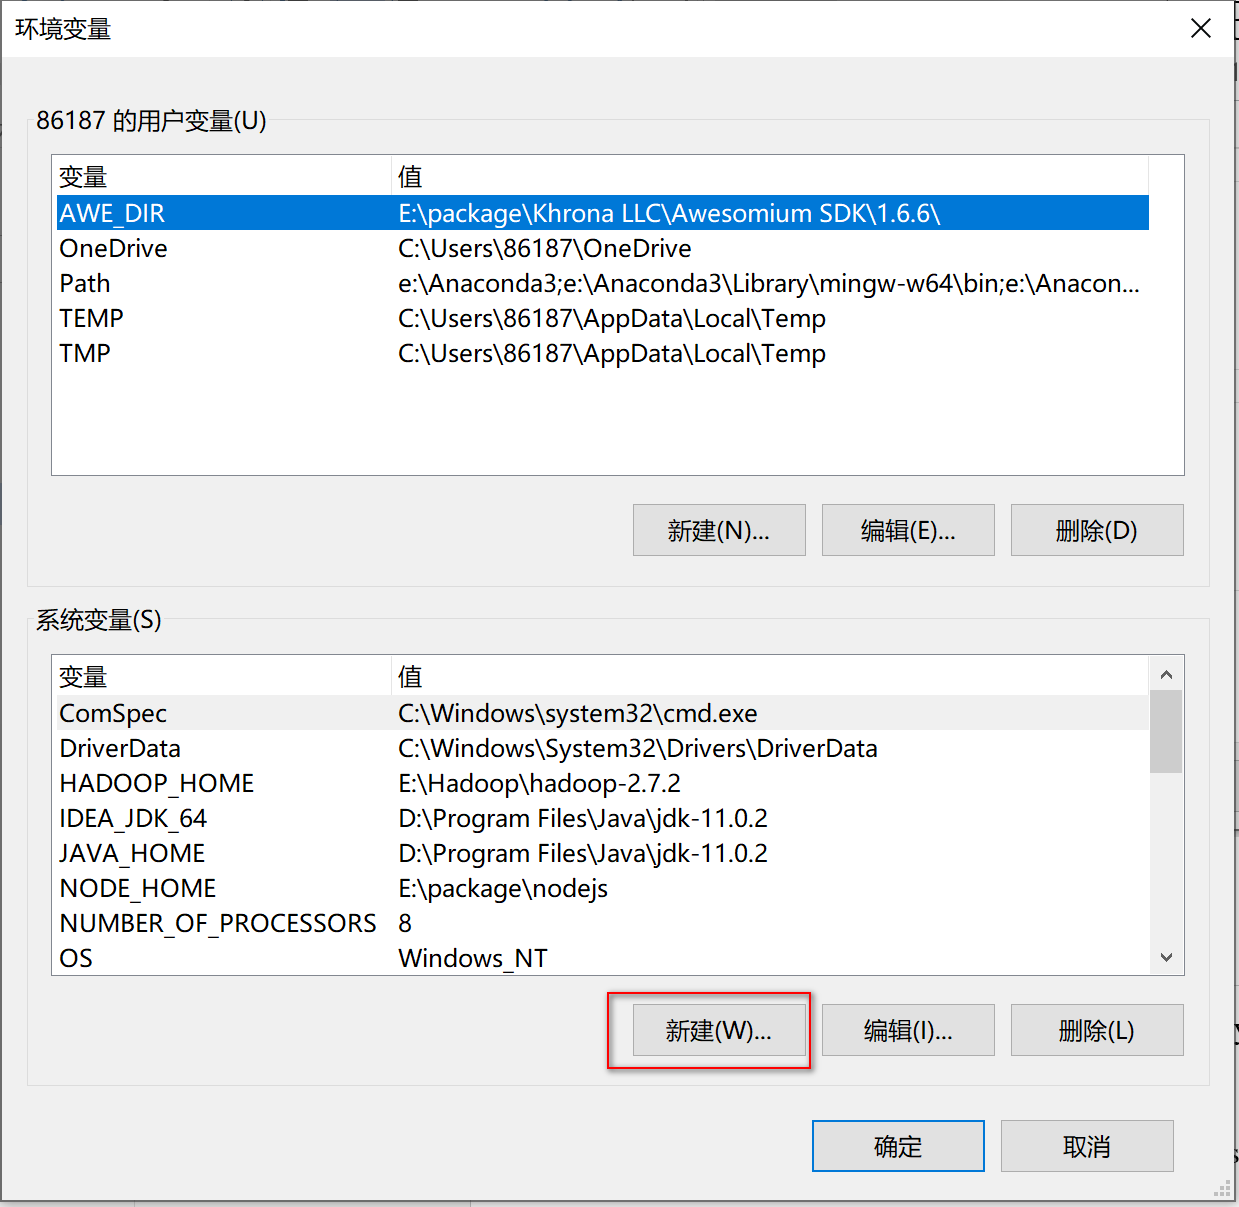 环境变量
86187 的用户变量(U)
变量 值
AWE_DIR E:\package\Khrona LLC\Awesomium SDK\1.6.6\
OneDrive C:\Users\86187\OneDrive
Path e:\Anaconda3;e:\Anaconda3\Library\mingw-w64\bin;e:\Anacon...
TEMP C:\Users\86187\AppData\Local\Temp
TMP C:\Users\86187\AppData\Local\Temp
新建(N)... 编辑(E)... 删除(D)
系统变量(S)
变量 值
ComSpec C:\Windows\system32\cmd.exe
DriverData C:\Windows\System32\Drivers\DriverData
HADOOP_HOME E:\Hadoop\hadoop-2.7.2
IDEA_JDK_64 D:\Program Files\Java\jdk-11.0.2
JAVA_HOME D:\Program Files\Java\jdk-11.0.2
NODE_HOME E:\package\nodejs
NUMBER_OF_PROCESSORS 8
OS Windows_NT
新建(W)... 编辑(I)... 删除(L)
确定 取消